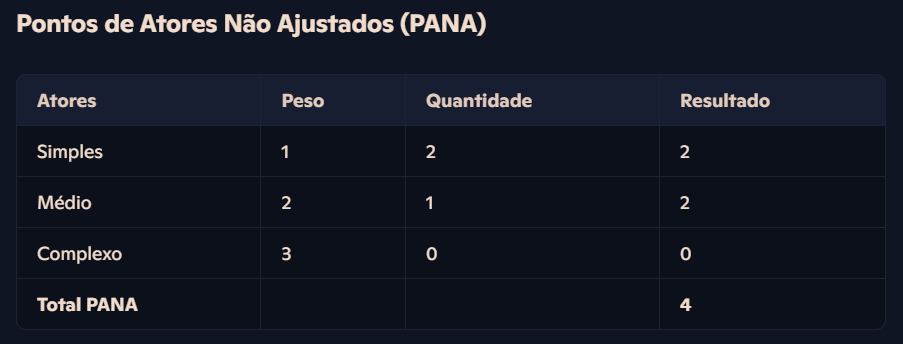 Pontos de Atores Não Ajustados (PANA)
Atores Peso Quantidade Resultado
Simples 1 2 2
Médio 2 1 2
Complexo 3 0 0
Total PANA 4